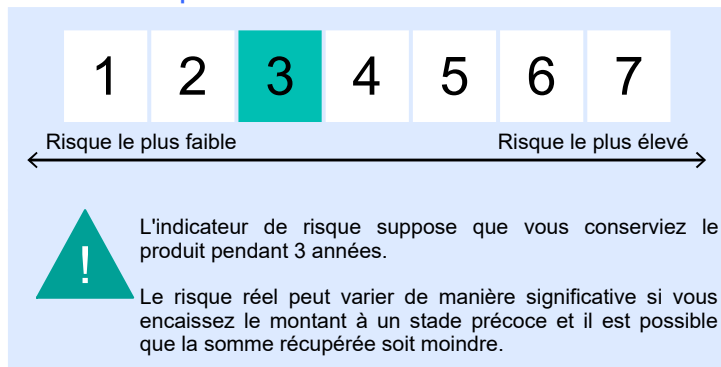 1 2 3 4 5 6 7
Risque le plus faible Risque le plus élevé
!
L'indicateur de risque suppose que vous conserviez le
produit pendant 3 années.
Le risque réel peut varier de manière significative si vous
encaissez le montant à un stade précoce et il est possible
que la somme récupérée soit moindre.